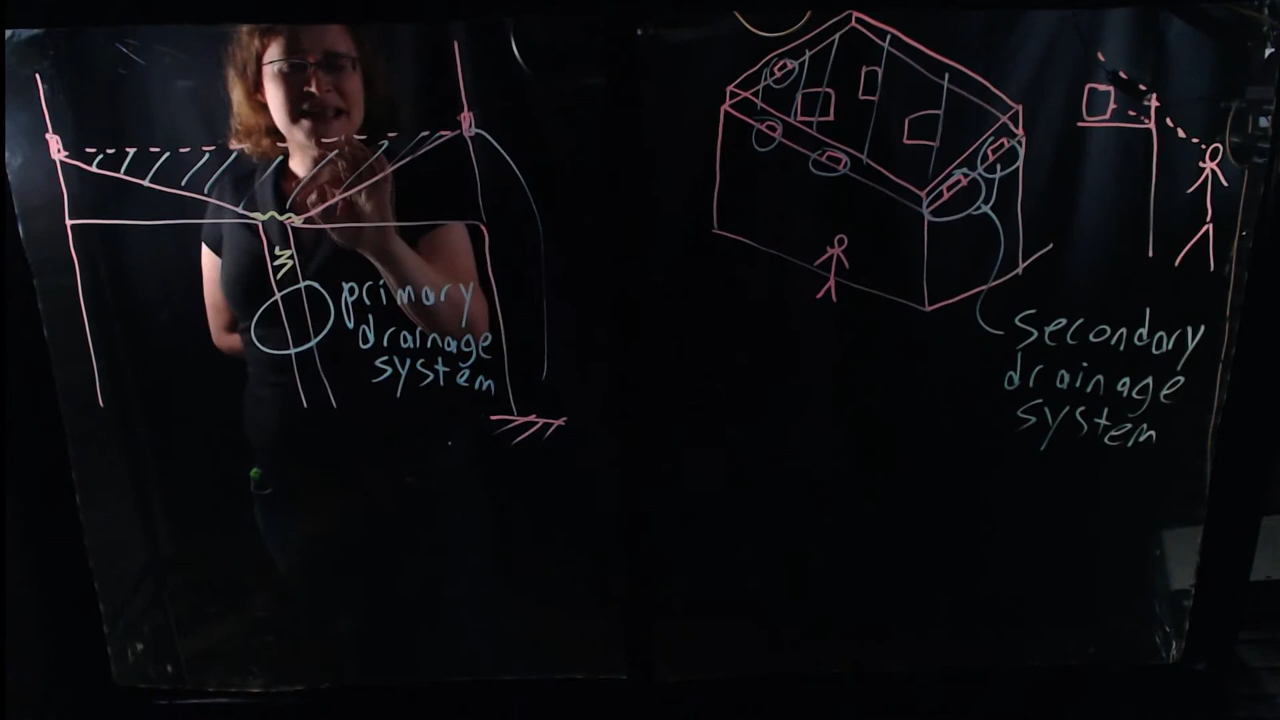 primary
drainage
system
secondary
drainage
system